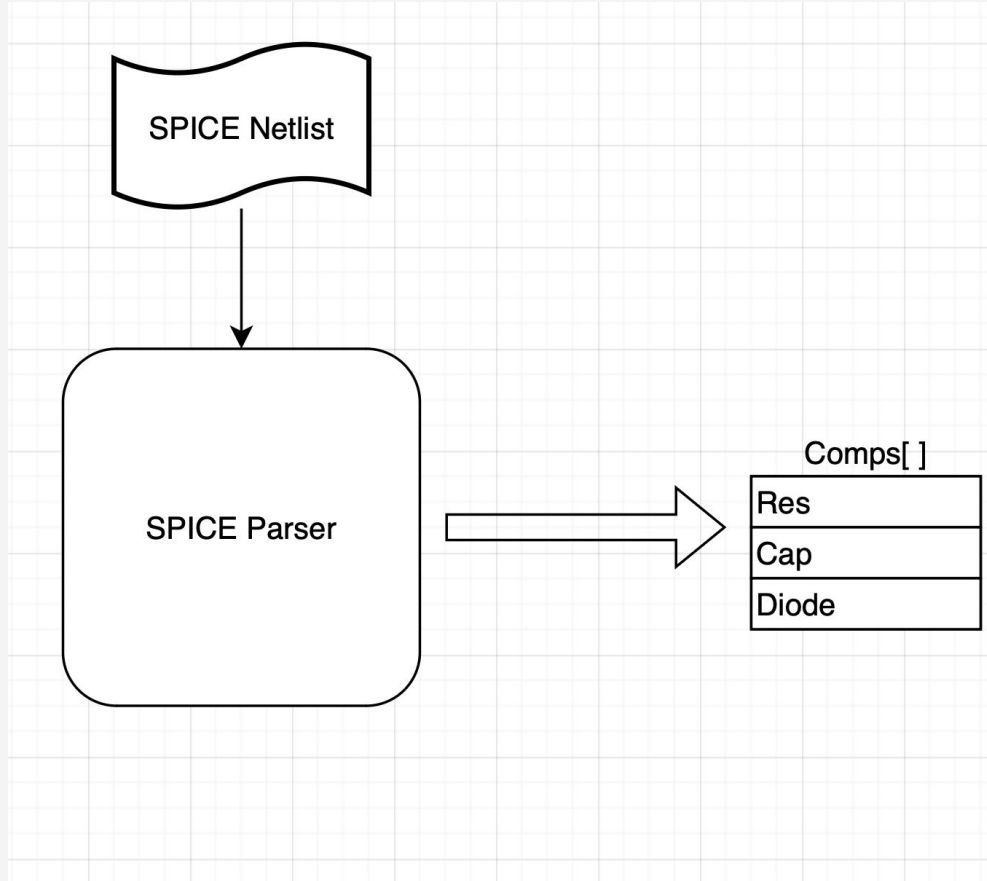 SPICE Netlist
SPICE Parser
Comps[ ]
Res
Cap
Diode